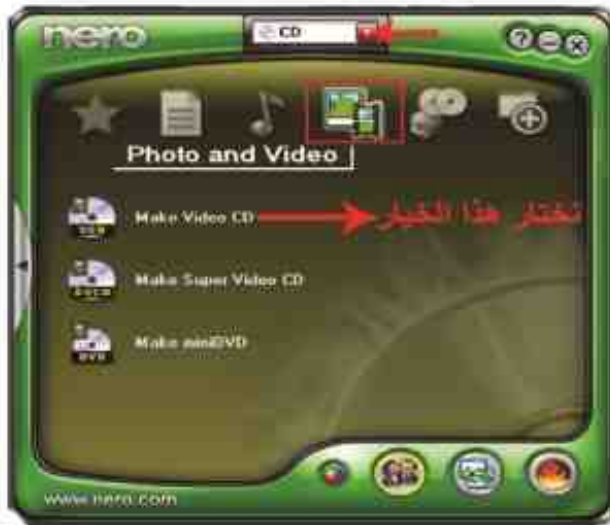 nero
CD
Photo and Video
Make Video CD
نختار هذا الخيار
Make Super Video CD
Make miniDVD
www.nero.com